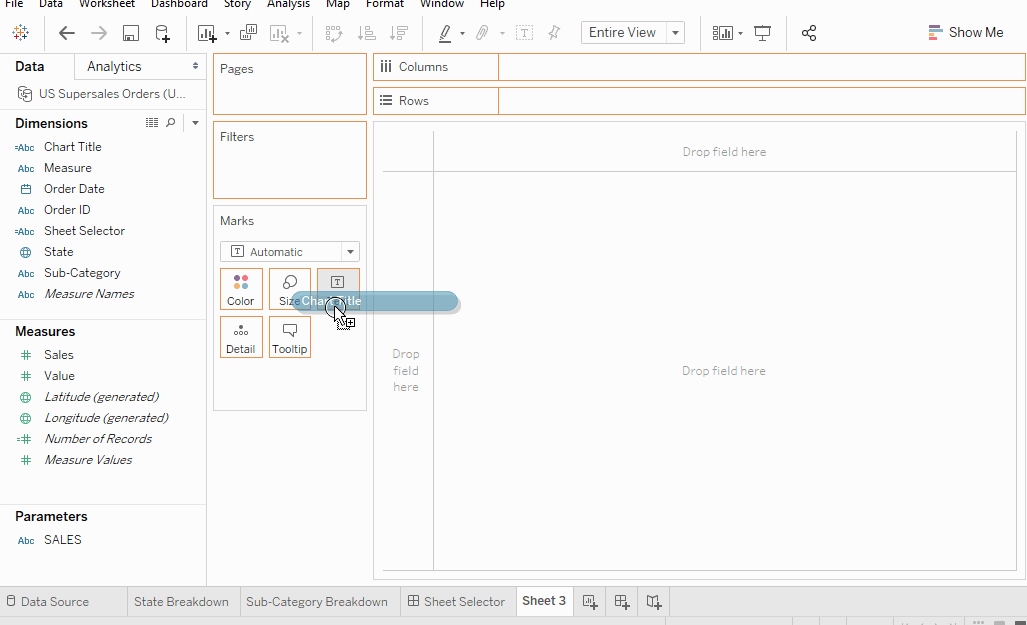 File Data Worksheet Dashboard Story Analysis Map Format Window Help
Entire View
Show Me
Data Analytics
US Supersales Orders (U...
Dimensions
=Abc Chart Title
Abc Measure
Order Date
Abc Order ID
=Abc Sheet Selector
State
Abc Sub-Category
Abc Measure Names
Measures
Sales
Value
Latitude (generated)
Longitude (generated)
Number of Records
Measure Values
Parameters
Abc SALES
Pages
Filters
Marks
Automatic
Color Size
Chart Title
Detail Tooltip
Columns
Rows
Drop field here
Drop
field
here
Drop field here
Data Source State Breakdown Sub-Category Breakdown Sheet Selector Sheet 3